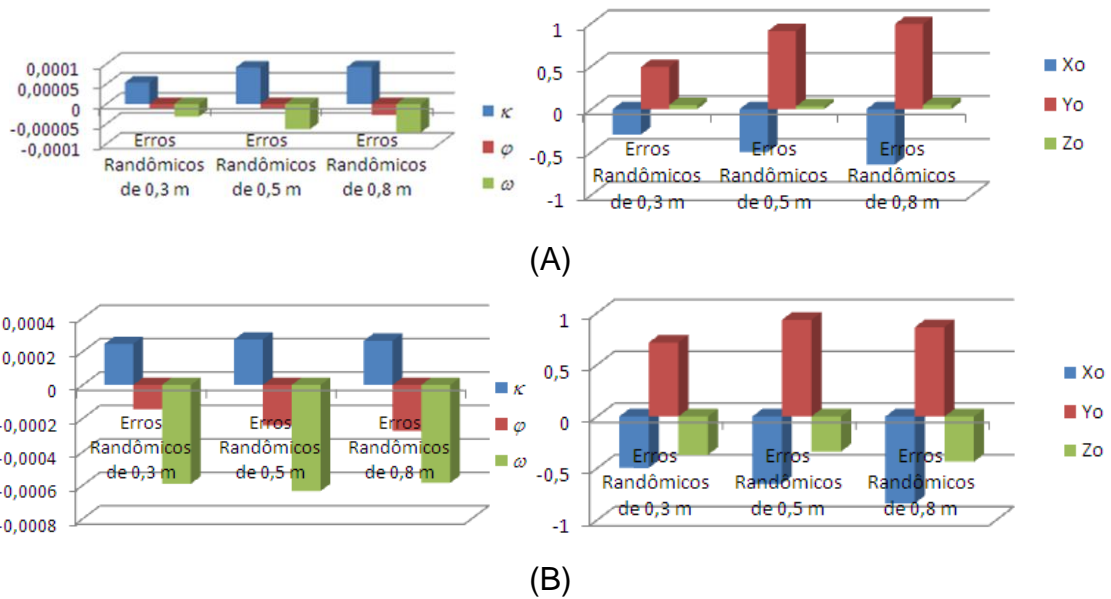 0,0001
0,00005
0
-0,00005
-0,0001
Erros
Randômicos
de 0,3 m
Erros
Randômicos
de 0,5 m
Erros
Randômicos
de 0,8 m
κ
φ
ω
1
0,5
0
-0,5
-1
Erros
Randômicos
de 0,3 m
Erros
Randômicos
de 0,5 m
Erros
Randômicos
de 0,8 m
Xo
Yo
Zo
(A)
0,0004
0,0002
0
-0,0002
-0,0004
-0,0006
-0,0008
Erros
Randômicos
de 0,3 m
Erros
Randômicos
de 0,5 m
Erros
Randômicos
de 0,8 m
κ
φ
ω
1
0,5
0
-0,5
-1
Erros
Randômicos
de 0,3 m
Erros
Randômicos
de 0,5 m
Erros
Randômicos
de 0,8 m
Xo
Yo
Zo
(B)